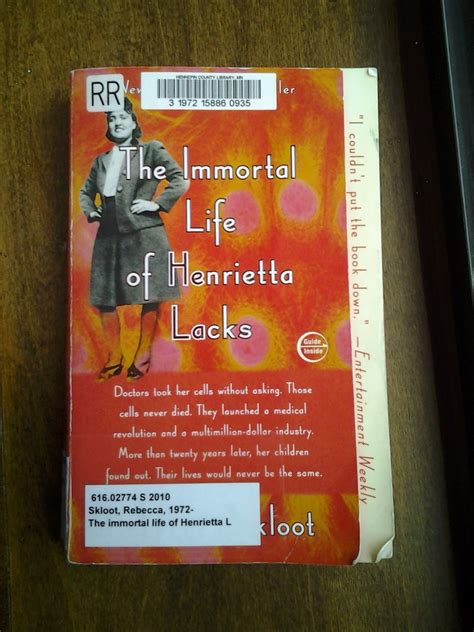 RR
HENNEPIN COUNTY LIBRARY, MN
3 1972 15886 0935
The Immortal
Life
of Henrietta
Lacks
"I couldn't put the book down."
—Entertainment Weekly
Guide
Inside
Doctors took her cells without asking. Those
cells never died. They launched a medical
revolution and a multimillion-dollar industry.
More than twenty years later, her children
found out. Their lives would never be the same.
616.02774 S 2010
Skloot, Rebecca, 1972-
The immortal life of Henrietta L
kloot